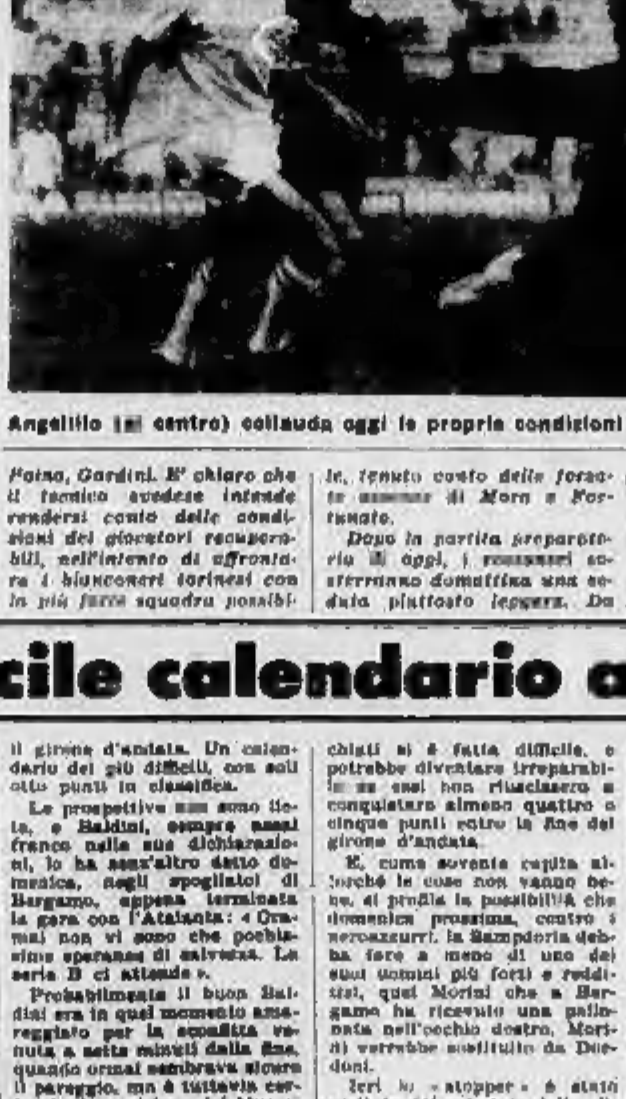 Angelillo (al centro) collauda oggi le proprie condizioni
Gardini. E' chiaro che
il tecnico svedese intende
rendersi conto delle condi-
zioni dei giocatori recupera-
bili, nell'intento di affronta-
re i bianconeri torinesi con
la più forte squadra possibi-
le, tenuto conto delle forza-
te assenze di Mora e For-
tunato.
Dopo la partita preparato-
ria di oggi, i rossoneri so-
sterranno domattina una se-
duta piuttosto leggera. Da
cile calendario a
il girone d'andata. Un calen-
dario dei più difficili, con soli
otto punti in classifica.
Le prospettive non sono lie-
te, e Baldini, sempre assai
franco nelle sue dichiarazio-
ni, lo ha senz'altro detto do-
menica, negli spogliatoi di
Bergamo, appena terminata
la gara con l'Atalanta: « Or-
mai non vi sono che pochis-
sime speranze di salvezza. La
serie B ci attende ».
Probabilmente il buon Bal-
dini era in quel momento ama-
reggiato per la sconfitta ve-
nuta a sette minuti dalla fine,
quando ormai sembrava sicuro
il pareggio, ma è tuttavia cer-
chiati si è fatta difficile, e
potrebbe diventare irreparabi-
le se essi non riuscissero a
conquistare almeno quattro o
cinque punti entro la fine del
girone d'andata.
E, come sovente capita al-
lorché le cose non vanno be-
ne, si profila la possibilità che
domenica prossima, contro i
nerazzurri, la Sampdoria deb-
ba fare a meno di uno dei
suoi uomini più forti e reddi-
tizi, quel Morini che a Ber-
gamo ha ricevuto una pallo-
nata nell'occhio destro. Mori-
ni verrebbe sostituito da Dor-
doni.
Ieri lo « stopper » è stato